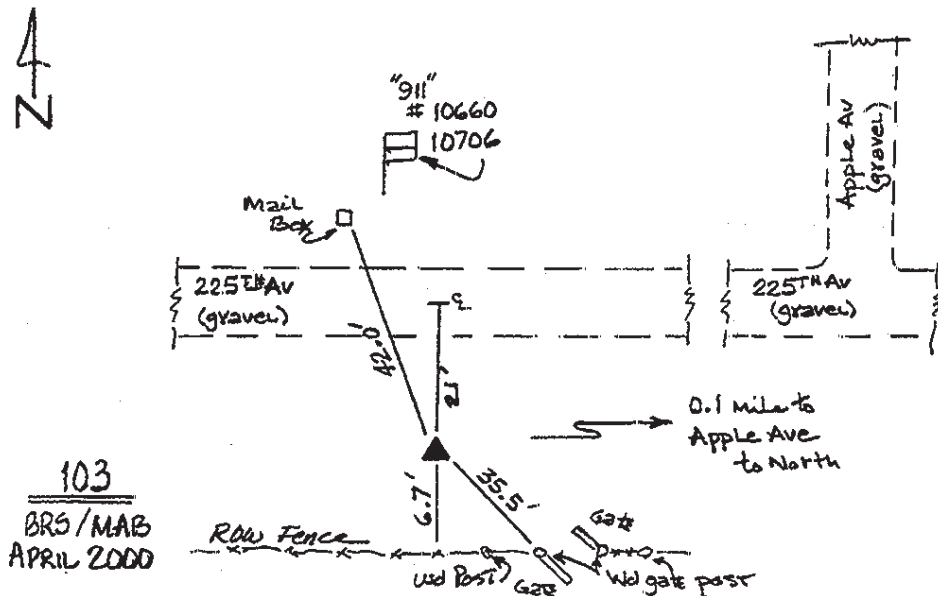 N
"911"
# 10660
10706
Mail
Box
Apple Av
(gravel)
225TH Av
(gravel)
℄
225TH Av
(gravel)
42.0'
21'
0.1 Mile to
Apple Ave
to North
6.7'
35.5'
103
BRS/MAB
APRIL 2000
ROW Fence
Wd Post
Gate
Gate
Wd gate post